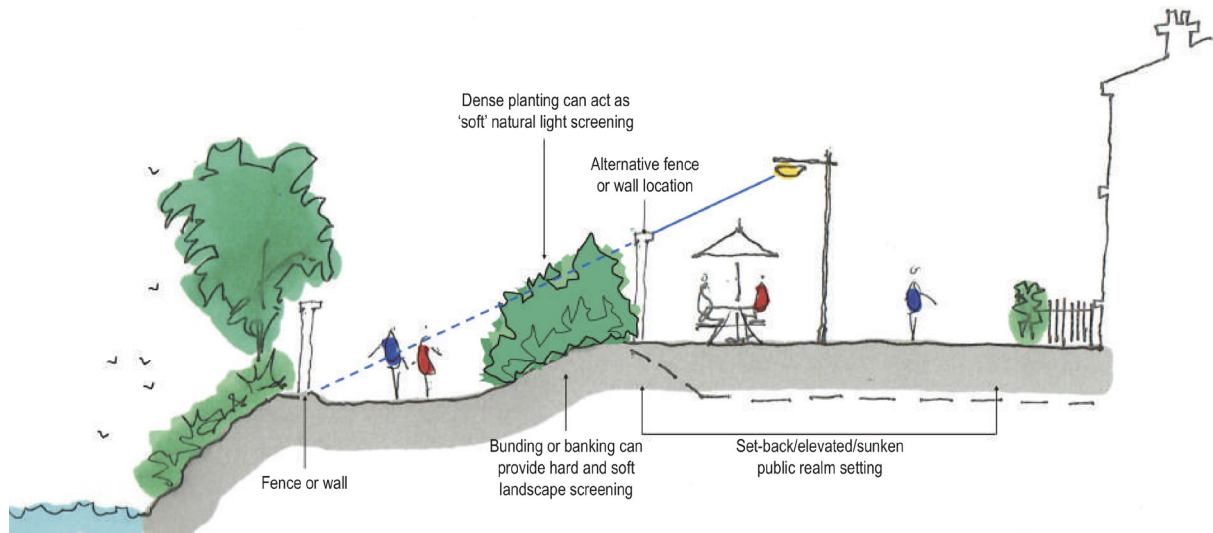 Dense planting can act as
‘soft’ natural light screening
Alternative fence
or wall location
Fence or wall
Bunding or banking can
provide hard and soft
landscape screening
Set-back/elevated/sunken
public realm setting